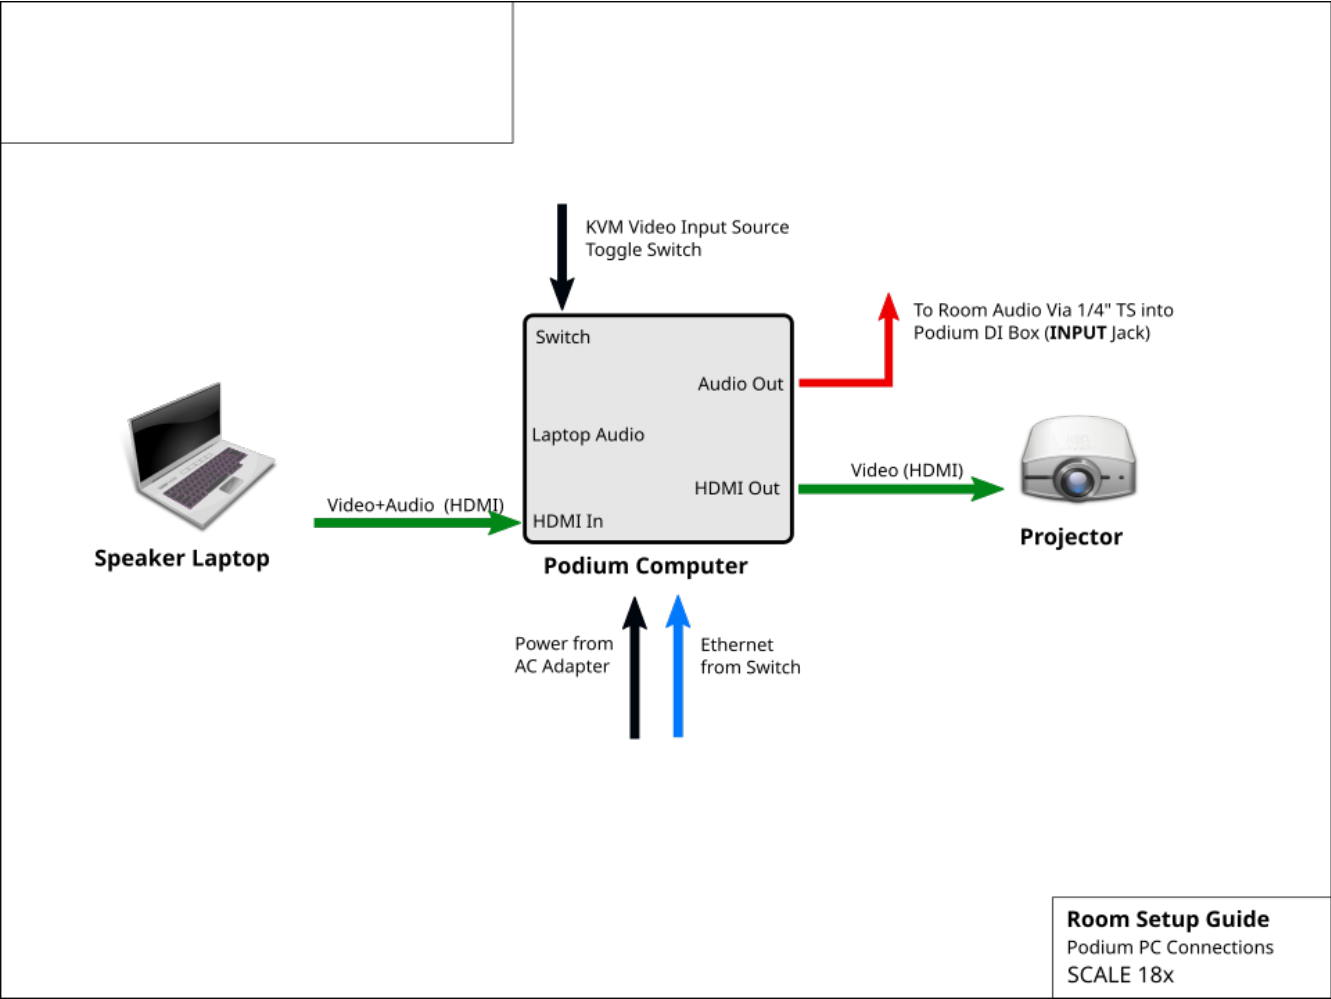 KVM Video Input Source
Toggle Switch
To Room Audio Via 1/4" TS into
Podium DI Box (INPUT Jack)
Switch
Audio Out
Laptop Audio
HDMI Out
HDMI In
Video+Audio  (HDMI)
Video (HDMI)
Speaker Laptop
Podium Computer
Projector
Power from
AC Adapter
Ethernet
from Switch
Room Setup Guide
Podium PC Connections
SCALE 18x